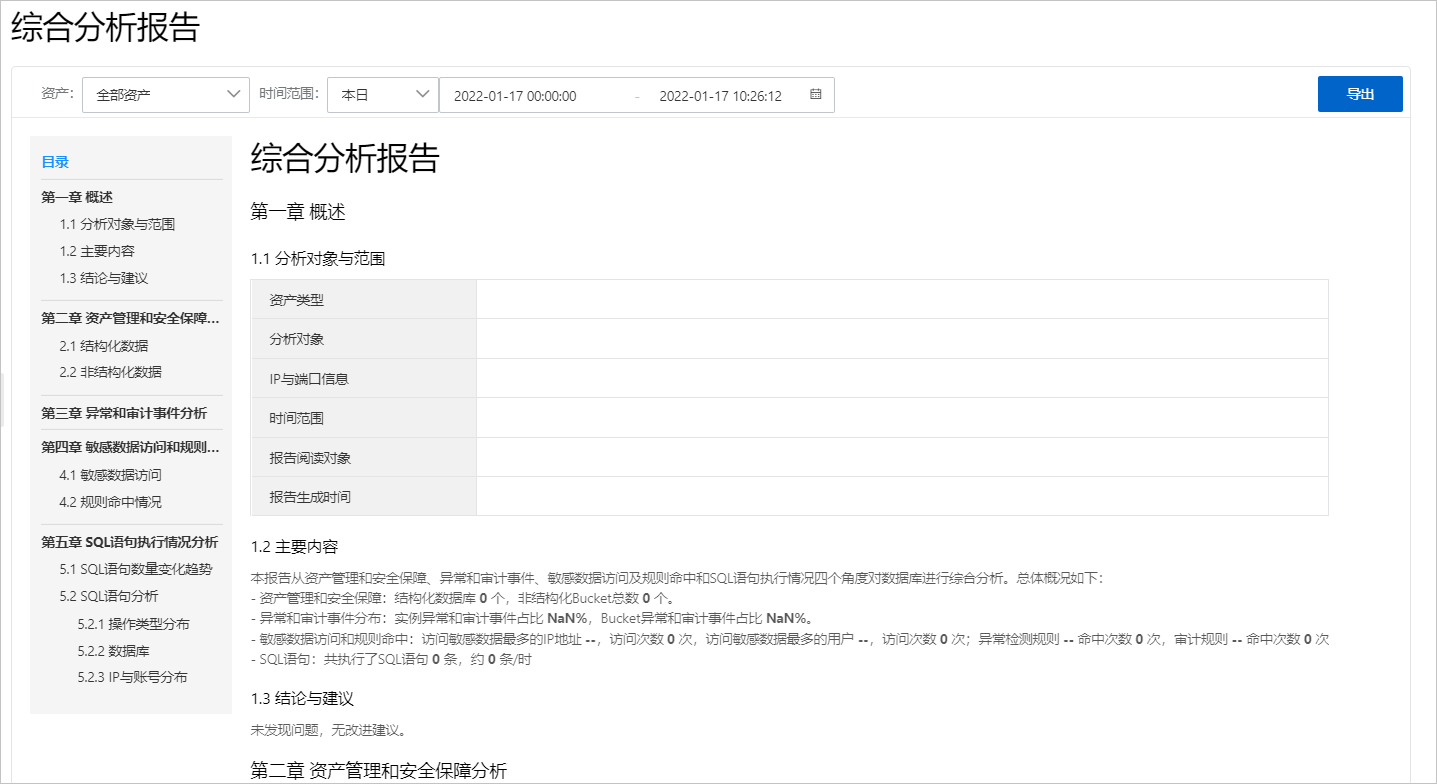 综合分析报告
资产： 全部资产 时间范围： 本日 2022-01-17 00:00:00 - 2022-01-17 10:26:12 导出
目录
第一章 概述
1.1 分析对象与范围
1.2 主要内容
1.3 结论与建议
第二章 资产管理和安全保障...
2.1 结构化数据
2.2 非结构化数据
第三章 异常和审计事件分析
第四章 敏感数据访问和规则...
4.1 敏感数据访问
4.2 规则命中情况
第五章 SQL语句执行情况分析
5.1 SQL语句数量变化趋势
5.2 SQL语句分析
5.2.1 操作类型分布
5.2.2 数据库
5.2.3 IP与账号分布
综合分析报告
第一章 概述
1.1 分析对象与范围
资产类型
分析对象
IP与端口信息
时间范围
报告阅读对象
报告生成时间
1.2 主要内容
本报告从资产管理和安全保障、异常和审计事件、敏感数据访问及规则命中和SQL语句执行情况四个角度对数据库进行综合分析。总体概况如下：
- 资产管理和安全保障：结构化数据库 0 个，非结构化Bucket总数 0 个。
- 异常和审计事件分布：实例异常和审计事件占比 NaN%，Bucket异常和审计事件占比 NaN%。
- 敏感数据访问和规则命中：访问敏感数据最多的IP地址 --，访问次数 0 次，访问敏感数据最多的用户 --，访问次数 0 次；异常检测规则 -- 命中次数 0 次，审计规则 -- 命中次数 0 次
- SQL语句：共执行了SQL语句 0 条，约 0 条/时
1.3 结论与建议
未发现问题，无改进建议。
第二章 资产管理和安全保障分析